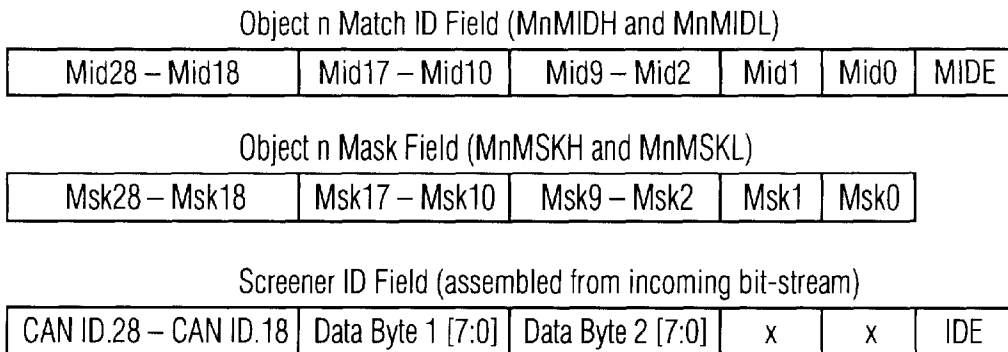 Object n Match ID Field (MnMIDH and MnMIDL)
Mid28 – Mid18 Mid17 – Mid10 Mid9 – Mid2 Mid1 Mid0 MIDE
Object n Mask Field (MnMSKH and MnMSKL)
Msk28 – Msk18 Msk17 – Msk10 Msk9 – Msk2 Msk1 Msk0
Screener ID Field (assembled from incoming bit-stream)
CAN ID.28 – CAN ID.18 Data Byte 1 [7:0] Data Byte 2 [7:0] x x IDE